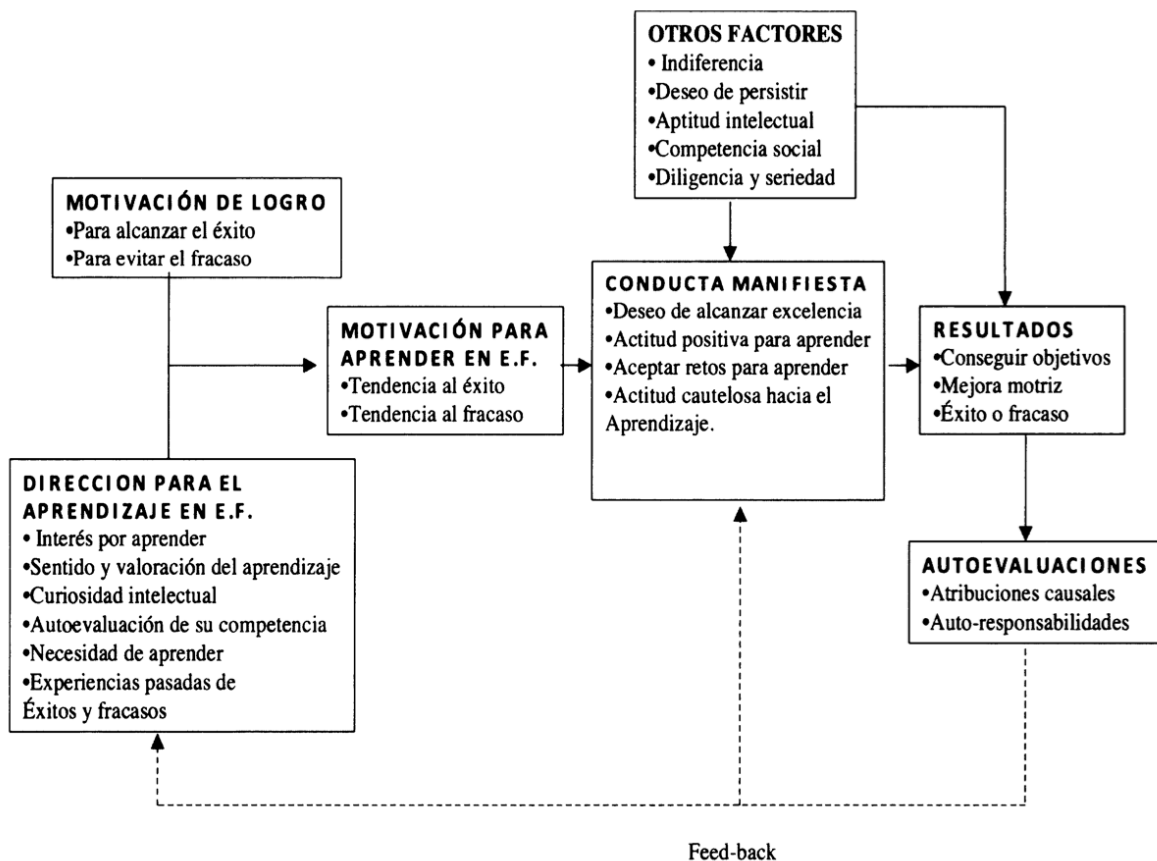 OTROS FACTORES
• Indiferencia
•Deseo de persistir
•Aptitud intelectual
•Competencia social
•Diligencia y seriedad
MOTIVACIÓN DE LOGRO
•Para alcanzar el éxito
•Para evitar el fracaso
MOTIVACIÓN PARA
APRENDER EN E.F.
•Tendencia al éxito
•Tendencia al fracaso
CONDUCTA MANIFIESTA
•Deseo de alcanzar excelencia
•Actitud positiva para aprender
•Aceptar retos para aprender
•Actitud cautelosa hacia el
Aprendizaje.
RESULTADOS
•Conseguir objetivos
•Mejora motriz
•Éxito o fracaso
DIRECCION PARA EL
APRENDIZAJE EN E.F.
• Interés por aprender
•Sentido y valoración del aprendizaje
•Curiosidad intelectual
•Autoevaluación de su competencia
•Necesidad de aprender
•Experiencias pasadas de
Éxitos y fracasos
AUTOEVALUACIONES
•Atribuciones causales
•Auto-responsabilidades
Feed-back